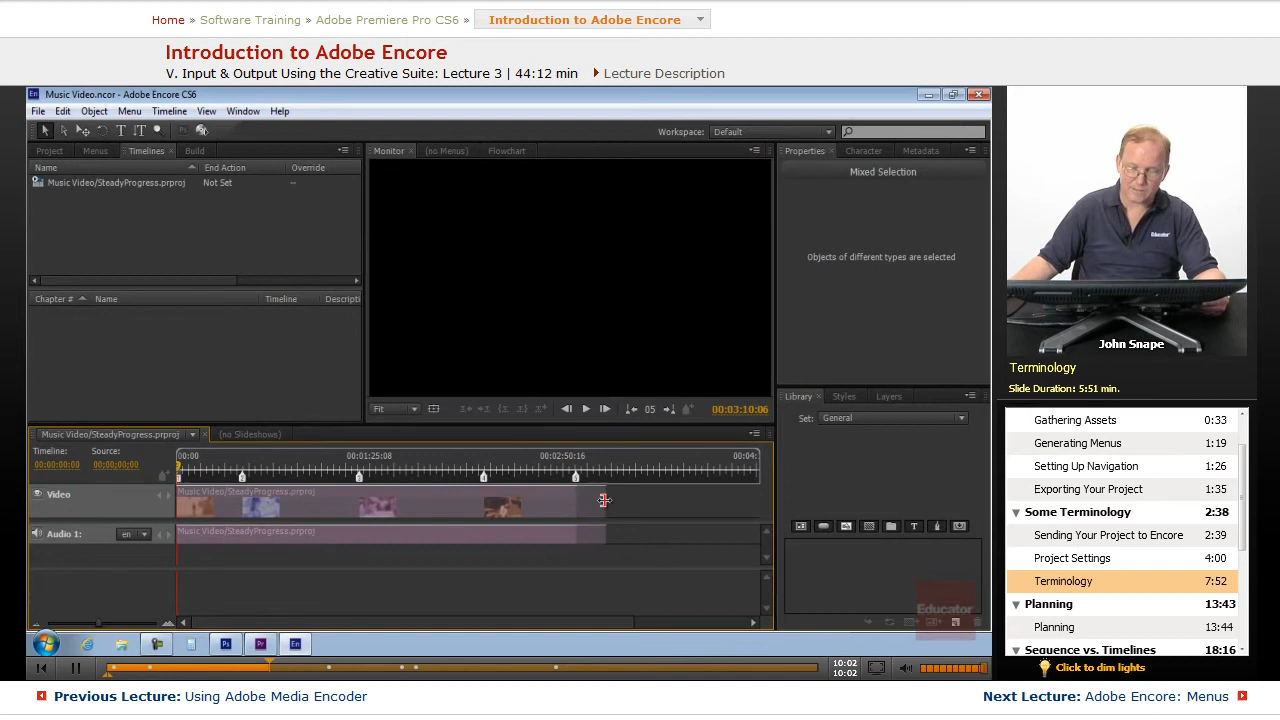 Home » Software Training » Adobe Premiere Pro CS6 » Introduction to Adobe Encore
Introduction to Adobe Encore
V. Input & Output Using the Creative Suite: Lecture 3 | 44:12 min Lecture Description
Music Video.ncor - Adobe Encore CS6
File Edit Object Menu Timeline View Window Help
Workspace: Default
Project Menus Timelines Build
Name End Action Override
Music Video/SteadyProgress.prproj Not Set --
Chapter # Name Timeline Descripti
Monitor (no Menus) Flowchart
Fit 05 00:03:10:06
Properties Character Metadata
Mixed Selection
Objects of different types are selected
Library Styles Layers
Set: General
Music Video/SteadyProgress.prproj (no Slideshows)
Timeline: Source: 00:00 00:01:25:08 00:02:50:16 00:04:
00:00:00:00 00;00;00;00
Video Music Video/SteadyProgress.prproj
Audio 1: en Music Video/SteadyProgress.prproj
Educator
Educator
John Snape
Terminology
Slide Duration: 5:51 min.
Gathering Assets 0:33
Generating Menus 1:19
Setting Up Navigation 1:26
Exporting Your Project 1:35
Some Terminology 2:38
Sending Your Project to Encore 2:39
Project Settings 4:00
Terminology 7:52
Planning 13:43
Planning 13:44
Sequence vs. Timelines 18:16
10:02
10:02
Click to dim lights
Previous Lecture: Using Adobe Media Encoder
Next Lecture: Adobe Encore: Menus